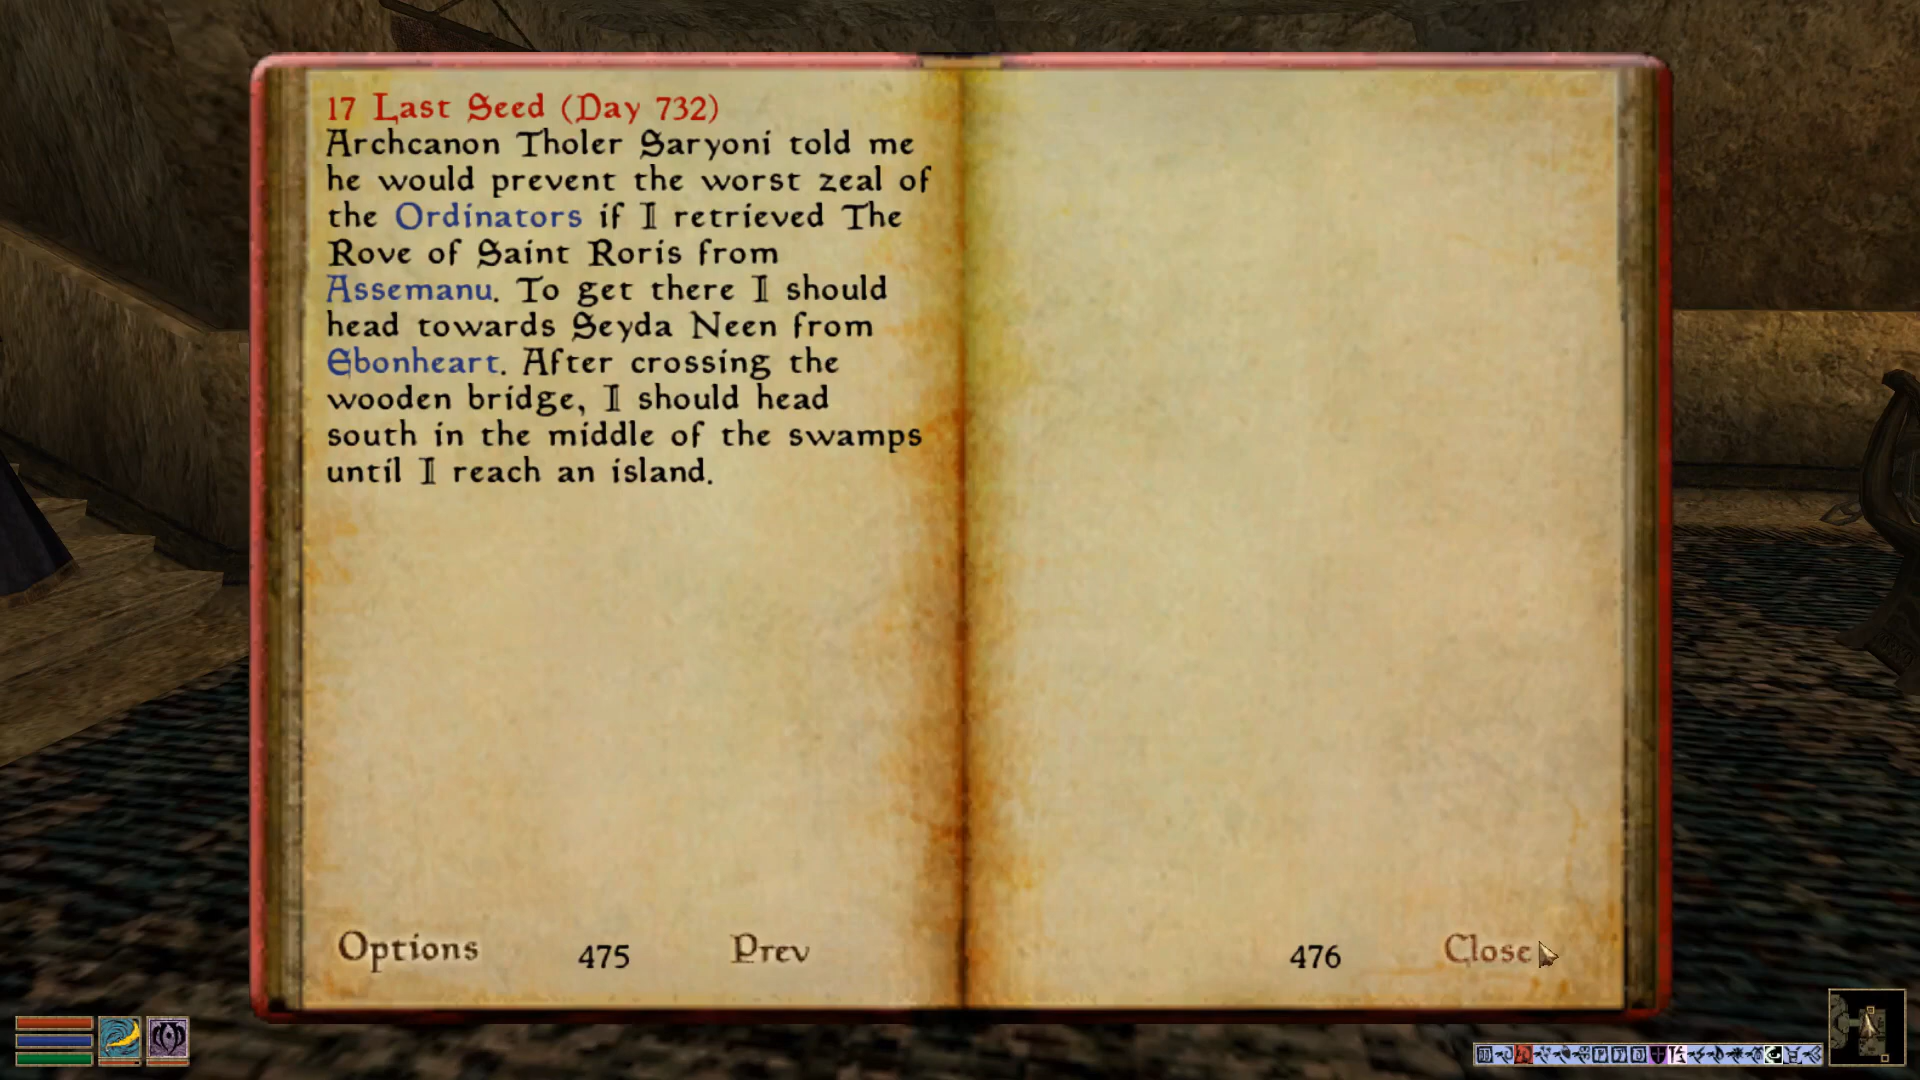 17 Last Seed (Day 732)
Archcanon Tholer Saryoni told me
he would prevent the worst zeal of
the Ordinators if I retrieved The
Rove of Saint Roris from
Assemanu. To get there I should
head towards Seyda Neen from
Ebonheart. After crossing the
wooden bridge, I should head
south in the middle of the swamps
until I reach an island.
Options
475
Prev
476
Close